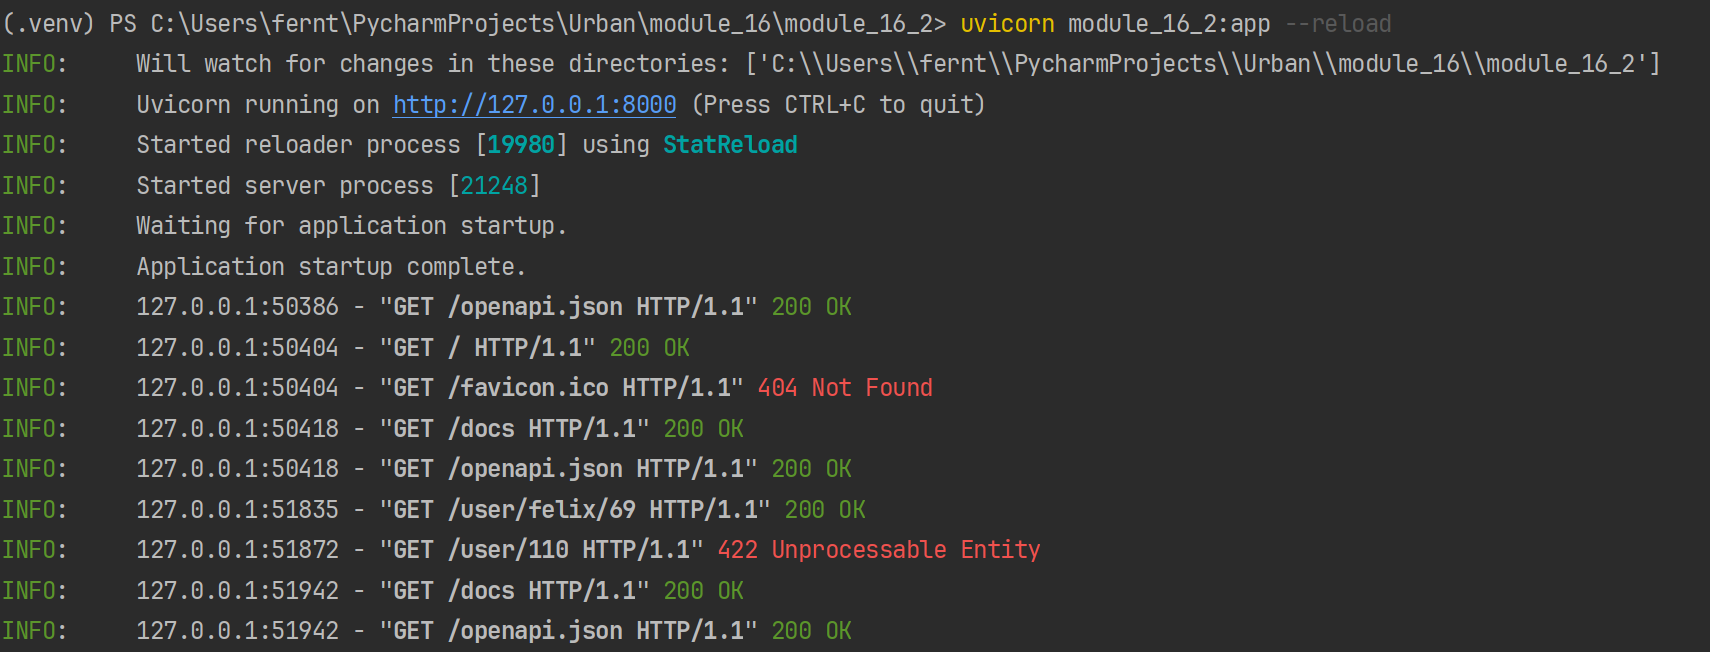 (.venv) PS C:\Users\fernt\PycharmProjects\Urban\module_16\module_16_2> uvicorn module_16_2:app --reload
INFO:     Will watch for changes in these directories: ['C:\\Users\\fernt\\PycharmProjects\\Urban\\module_16\\module_16_2']
INFO:     Uvicorn running on http://127.0.0.1:8000 (Press CTRL+C to quit)
INFO:     Started reloader process [19980] using StatReload
INFO:     Started server process [21248]
INFO:     Waiting for application startup.
INFO:     Application startup complete.
INFO:     127.0.0.1:50386 - "GET /openapi.json HTTP/1.1" 200 OK
INFO:     127.0.0.1:50404 - "GET / HTTP/1.1" 200 OK
INFO:     127.0.0.1:50404 - "GET /favicon.ico HTTP/1.1" 404 Not Found
INFO:     127.0.0.1:50418 - "GET /docs HTTP/1.1" 200 OK
INFO:     127.0.0.1:50418 - "GET /openapi.json HTTP/1.1" 200 OK
INFO:     127.0.0.1:51835 - "GET /user/felix/69 HTTP/1.1" 200 OK
INFO:     127.0.0.1:51872 - "GET /user/110 HTTP/1.1" 422 Unprocessable Entity
INFO:     127.0.0.1:51942 - "GET /docs HTTP/1.1" 200 OK
INFO:     127.0.0.1:51942 - "GET /openapi.json HTTP/1.1" 200 OK